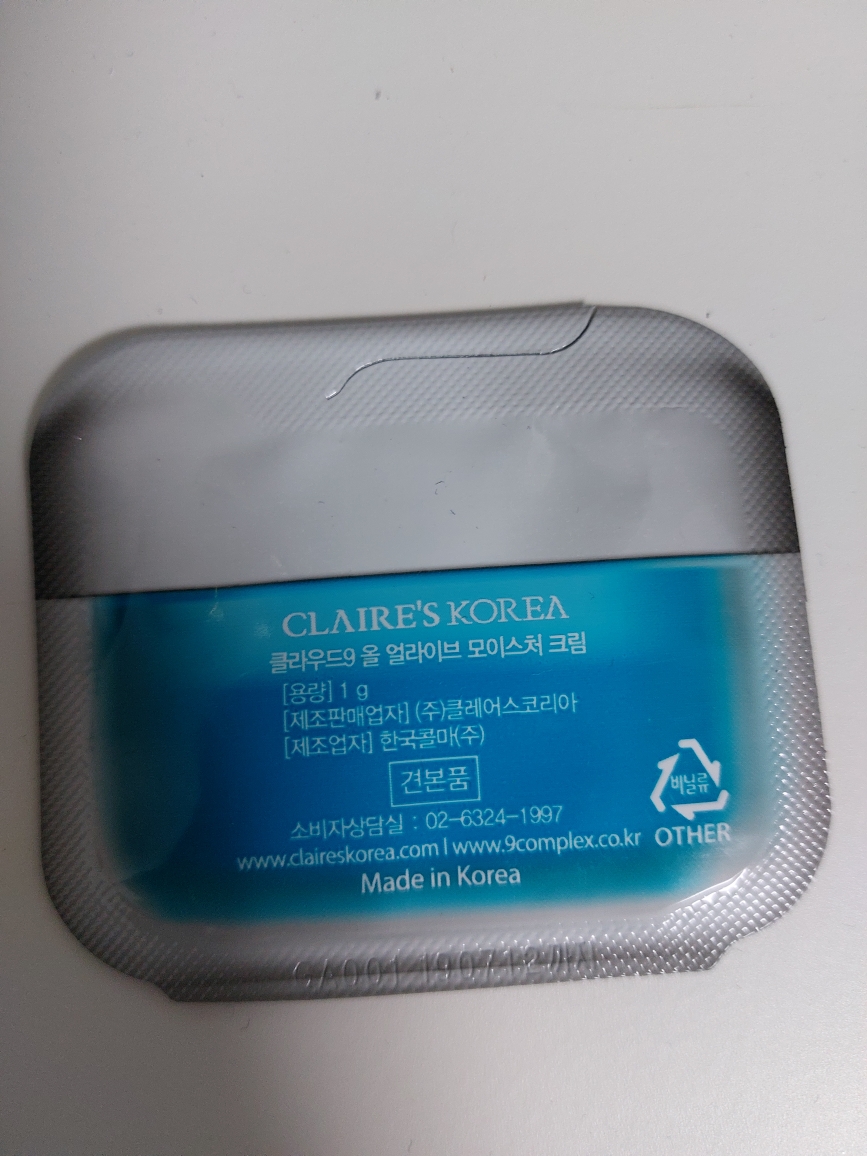 CLAIRE'S KOREA
클라우드9 올 얼라이브 모이스처 크림
[용량] 1 g
[제조판매업자] (주)클레어스코리아
[제조업자] 한국콜마(주)
견본품
소비자상담실 : 02-6324-1997
www.claireskorea.com l www.9complex.co.kr
Made in Korea
비닐류
OTHER